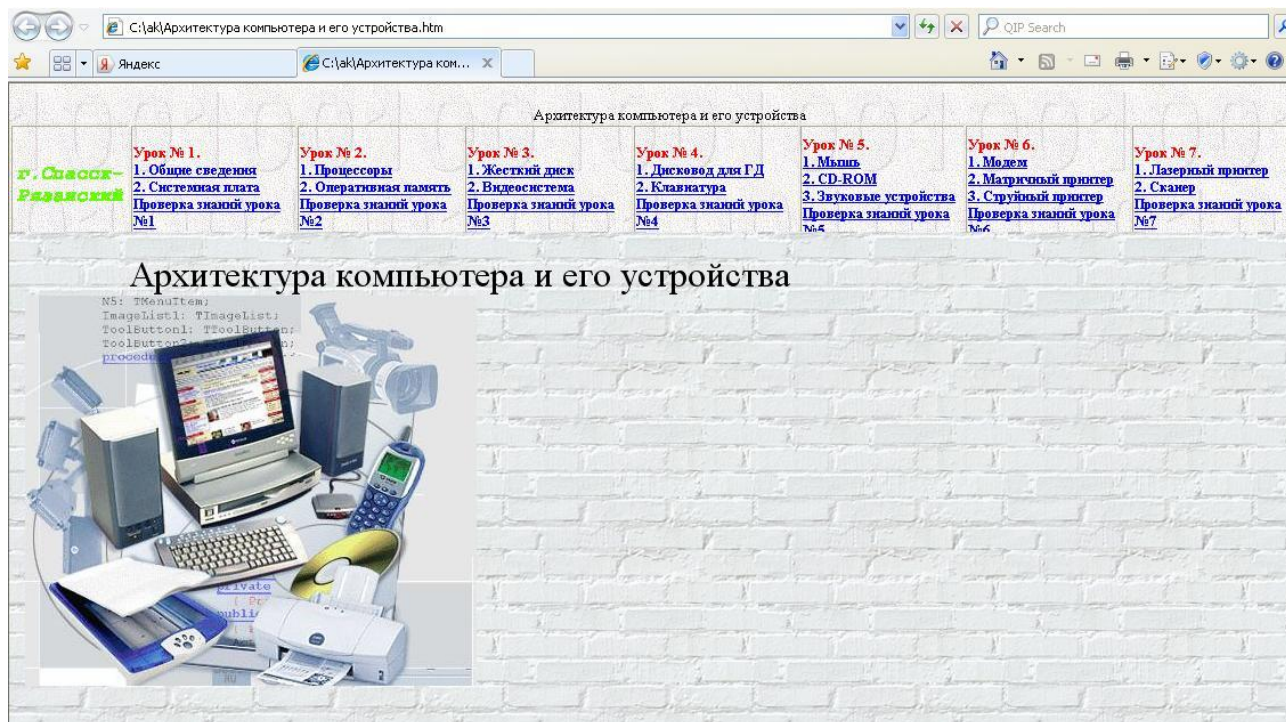 C:\ak\Архитектура компьютера и его устройства.htm
QIP Search
Яндекс
C:\ak\Архитектура ком...
Архитектура компьютера и его устройства
г.Спасск-
Рязанский
Урок № 1.
1. Общие сведения
2. Системная плата
Проверка знаний урока
№1
Урок № 2.
1. Процессоры
2. Оперативная память
Проверка знаний урока
№2
Урок № 3.
1. Жесткий диск
2. Видеосистема
Проверка знаний урока
№3
Урок № 4.
1. Дисковод для ГД
2. Клавиатура
Проверка знаний урока
№4
Урок № 5.
1. Мышь
2. CD-ROM
3. Звуковые устройства
Проверка знаний урока
№5
Урок № 6.
1. Модем
2. Матричный принтер
3. Струйный принтер
Проверка знаний урока
№6
Урок № 7.
1. Лазерный принтер
2. Сканер
Проверка знаний урока
№7
Архитектура компьютера и его устройства
N5: TMenuItem;
ImageList1: TImageList;
ToolButton1: TToolButton;
private